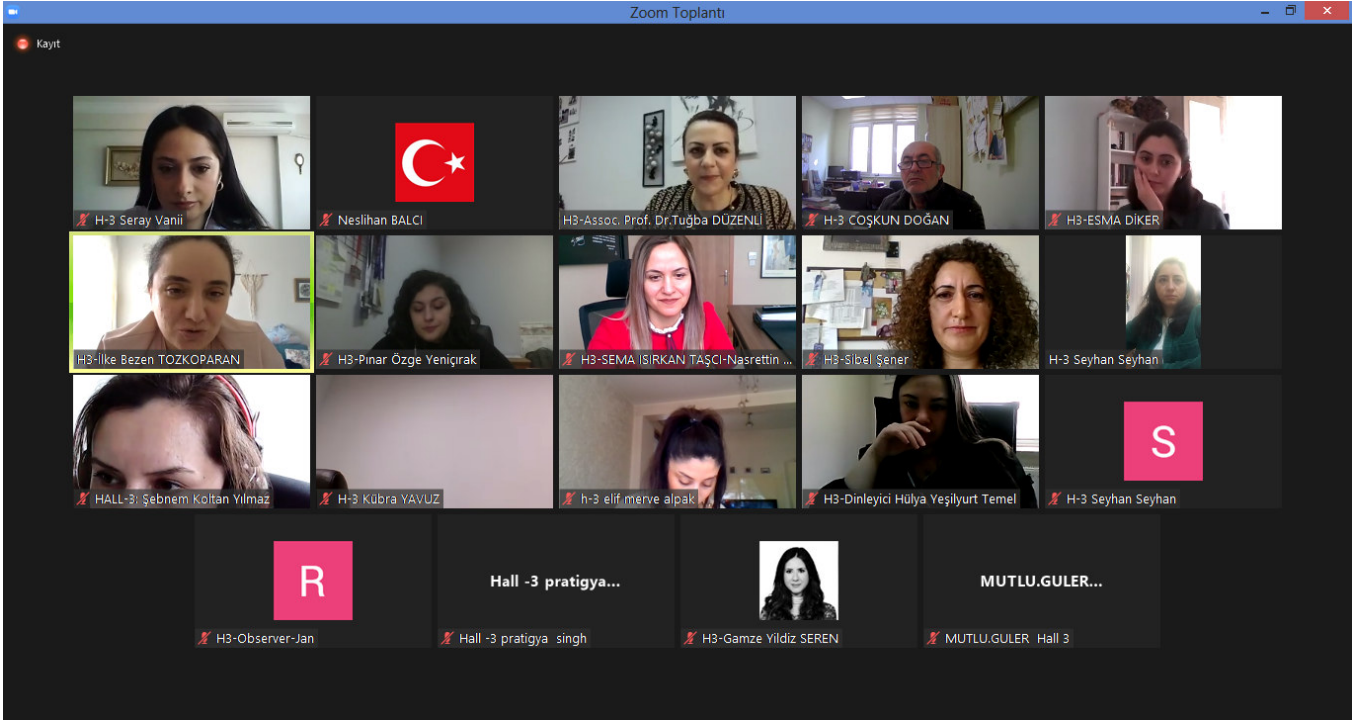 Zoom Toplantı
Kayıt
H-3 Seray Vanii
Neslihan BALCI
H3-Assoc. Prof. Dr.Tuğba DÜZENLİ
H-3 COŞKUN DOĞAN
H3-ESMA DİKER
H3-İlke Bezen TOZKOPARAN
H3-Pınar Özge Yeniçırak
H3-SEMA ISIRKAN TAŞCI-Nasrettin ...
H3-Sibel Şener
H-3 Seyhan Seyhan
HALL-3: Şebnem Koltan Yılmaz
H-3 Kübra YAVUZ
h-3 elif merve alpak
H3-Dinleyici Hülya Yeşilyurt Temel
S
H-3 Seyhan Seyhan
R
H3-Observer-Jan
Hall -3 pratigya...
Hall -3 pratigya singh
H3-Gamze Yildiz SEREN
MUTLU.GULER...
MUTLU.GULER Hall 3